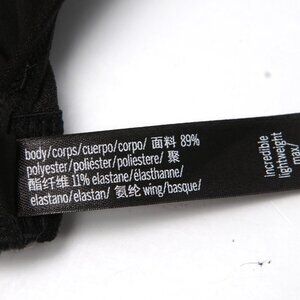 body/corps/cuerpo/corpo/ 面料 89%
polyester/poliéster/poliestere/ 聚
酯纤维 11% elastane/élasthanne/
elastano/elastan/ 氨纶 wing/basque/
incredible
lightweight
max/